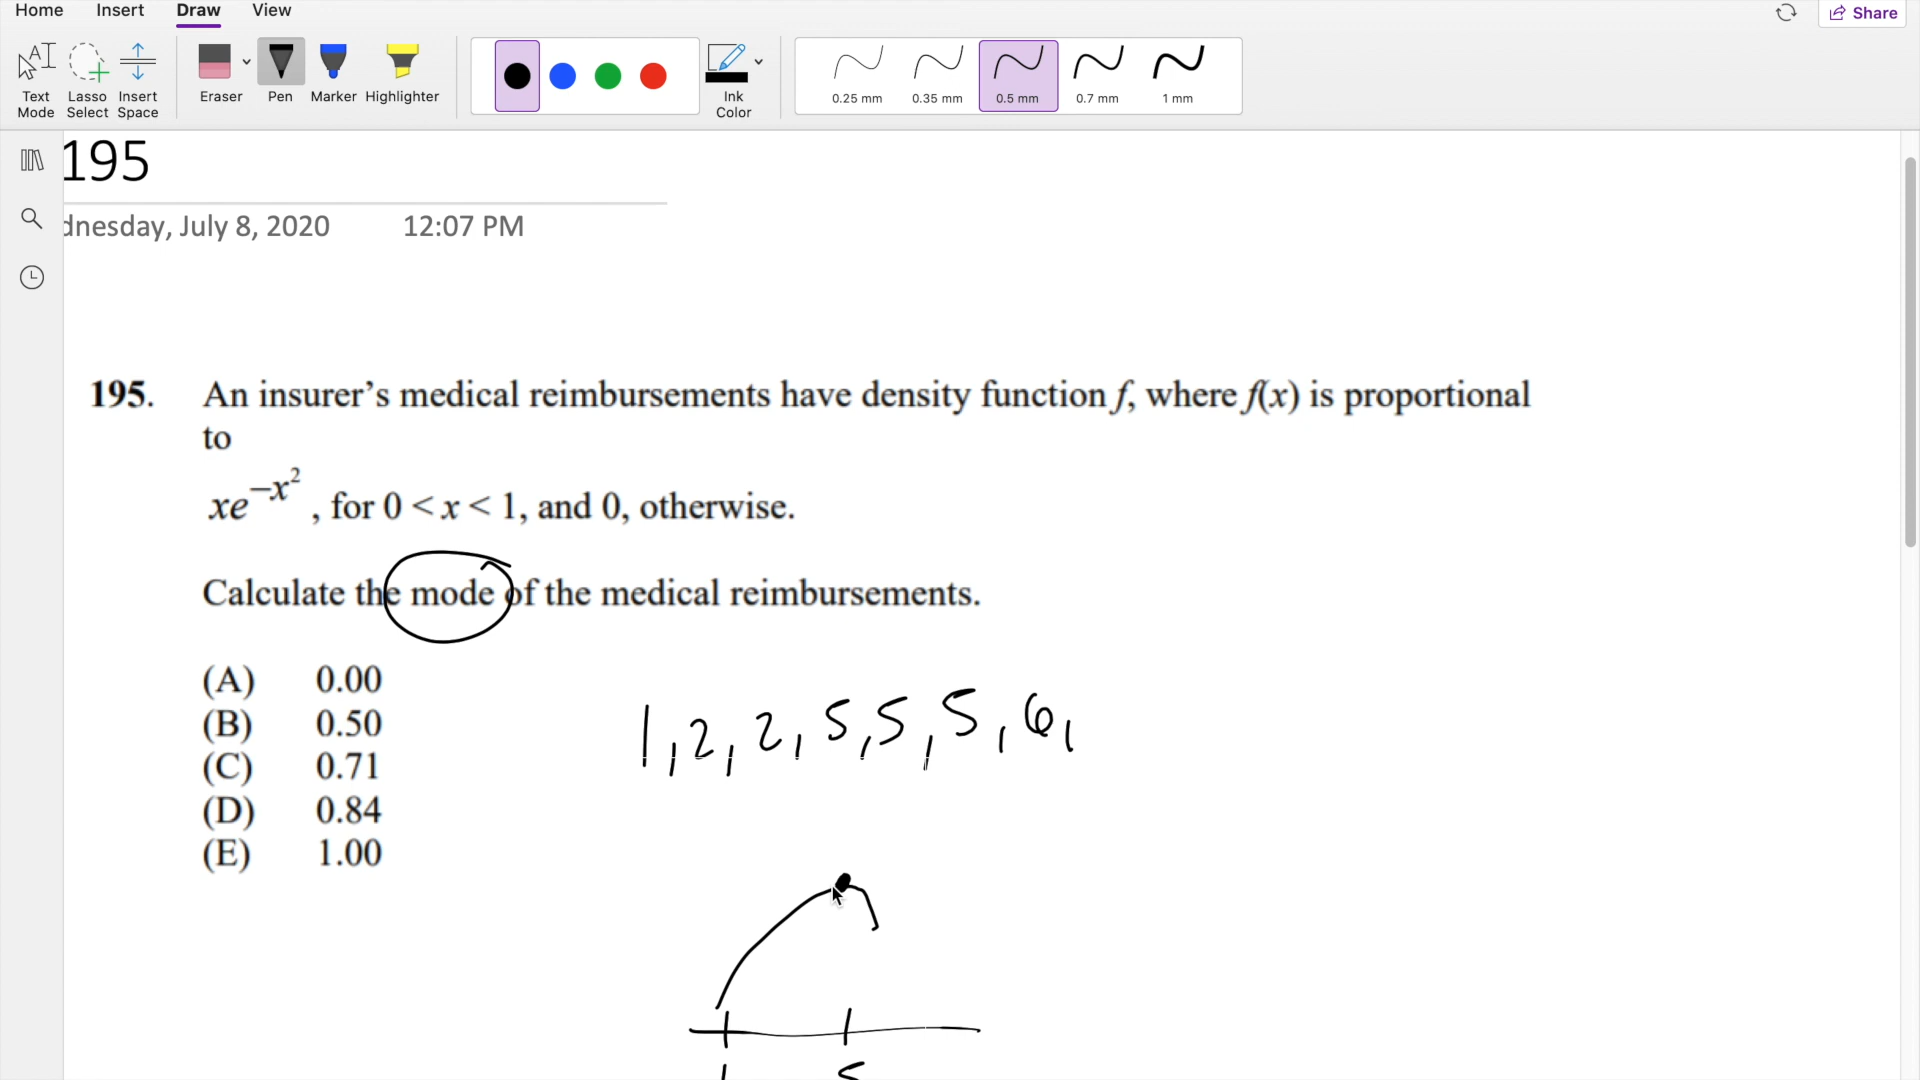 Home Insert Draw View Share
Text Mode Lasso Select Insert Space Eraser Pen Marker Highlighter Ink Color 0.25 mm 0.35 mm 0.5 mm 0.7 mm 1 mm
195
dnesday, July 8, 2020 12:07 PM
195. An insurer’s medical reimbursements have density function f, where f(x) is proportional
to
xe^{-x^2}, for 0 < x < 1, and 0, otherwise.
Calculate the mode of the medical reimbursements.
(A) 0.00
(B) 0.50
(C) 0.71
(D) 0.84
(E) 1.00
1, 2, 2, 5, 5, 5, 6,